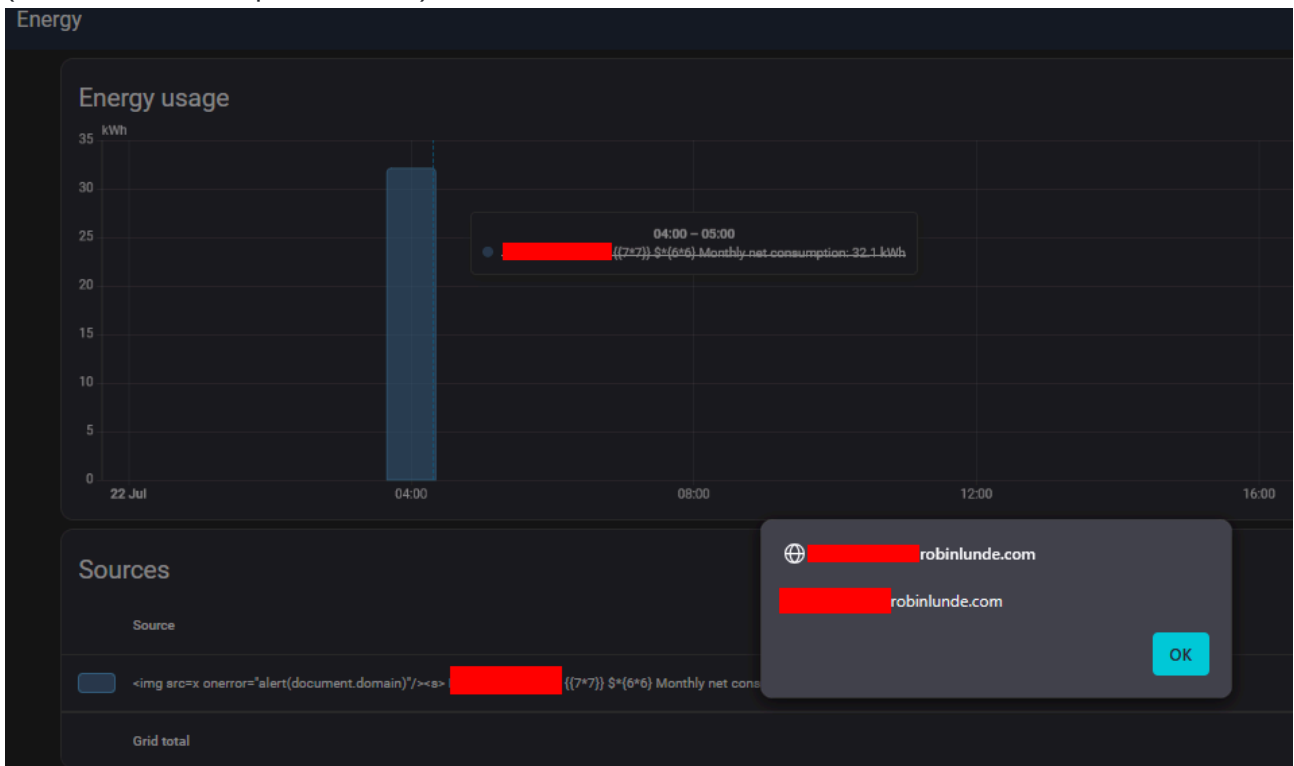 Energy
Energy usage
kWh
35
30
25
20
15
10
5
0
04:00 – 05:00
{{7*7}} $*{6*6} Monthly net consumption: 32.1 kWh
22 Jul
04:00
08:00
12:00
16:00
robinlunde.com
robinlunde.com
OK
Sources
Source
<img src=x onerror="alert(document.domain)"/><s> {{7*7}} $*{6*6} Monthly net cons
Grid total